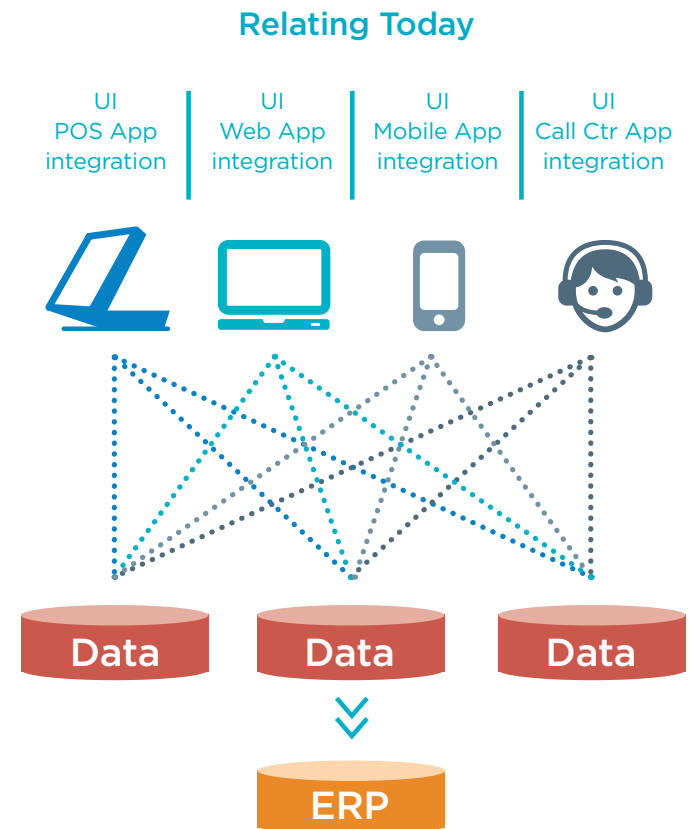 Relating Today
UI
POS App
integration
UI
Web App
integration
UI
Mobile App
integration
UI
Call Ctr App
integration
Data
Data
Data
ERP